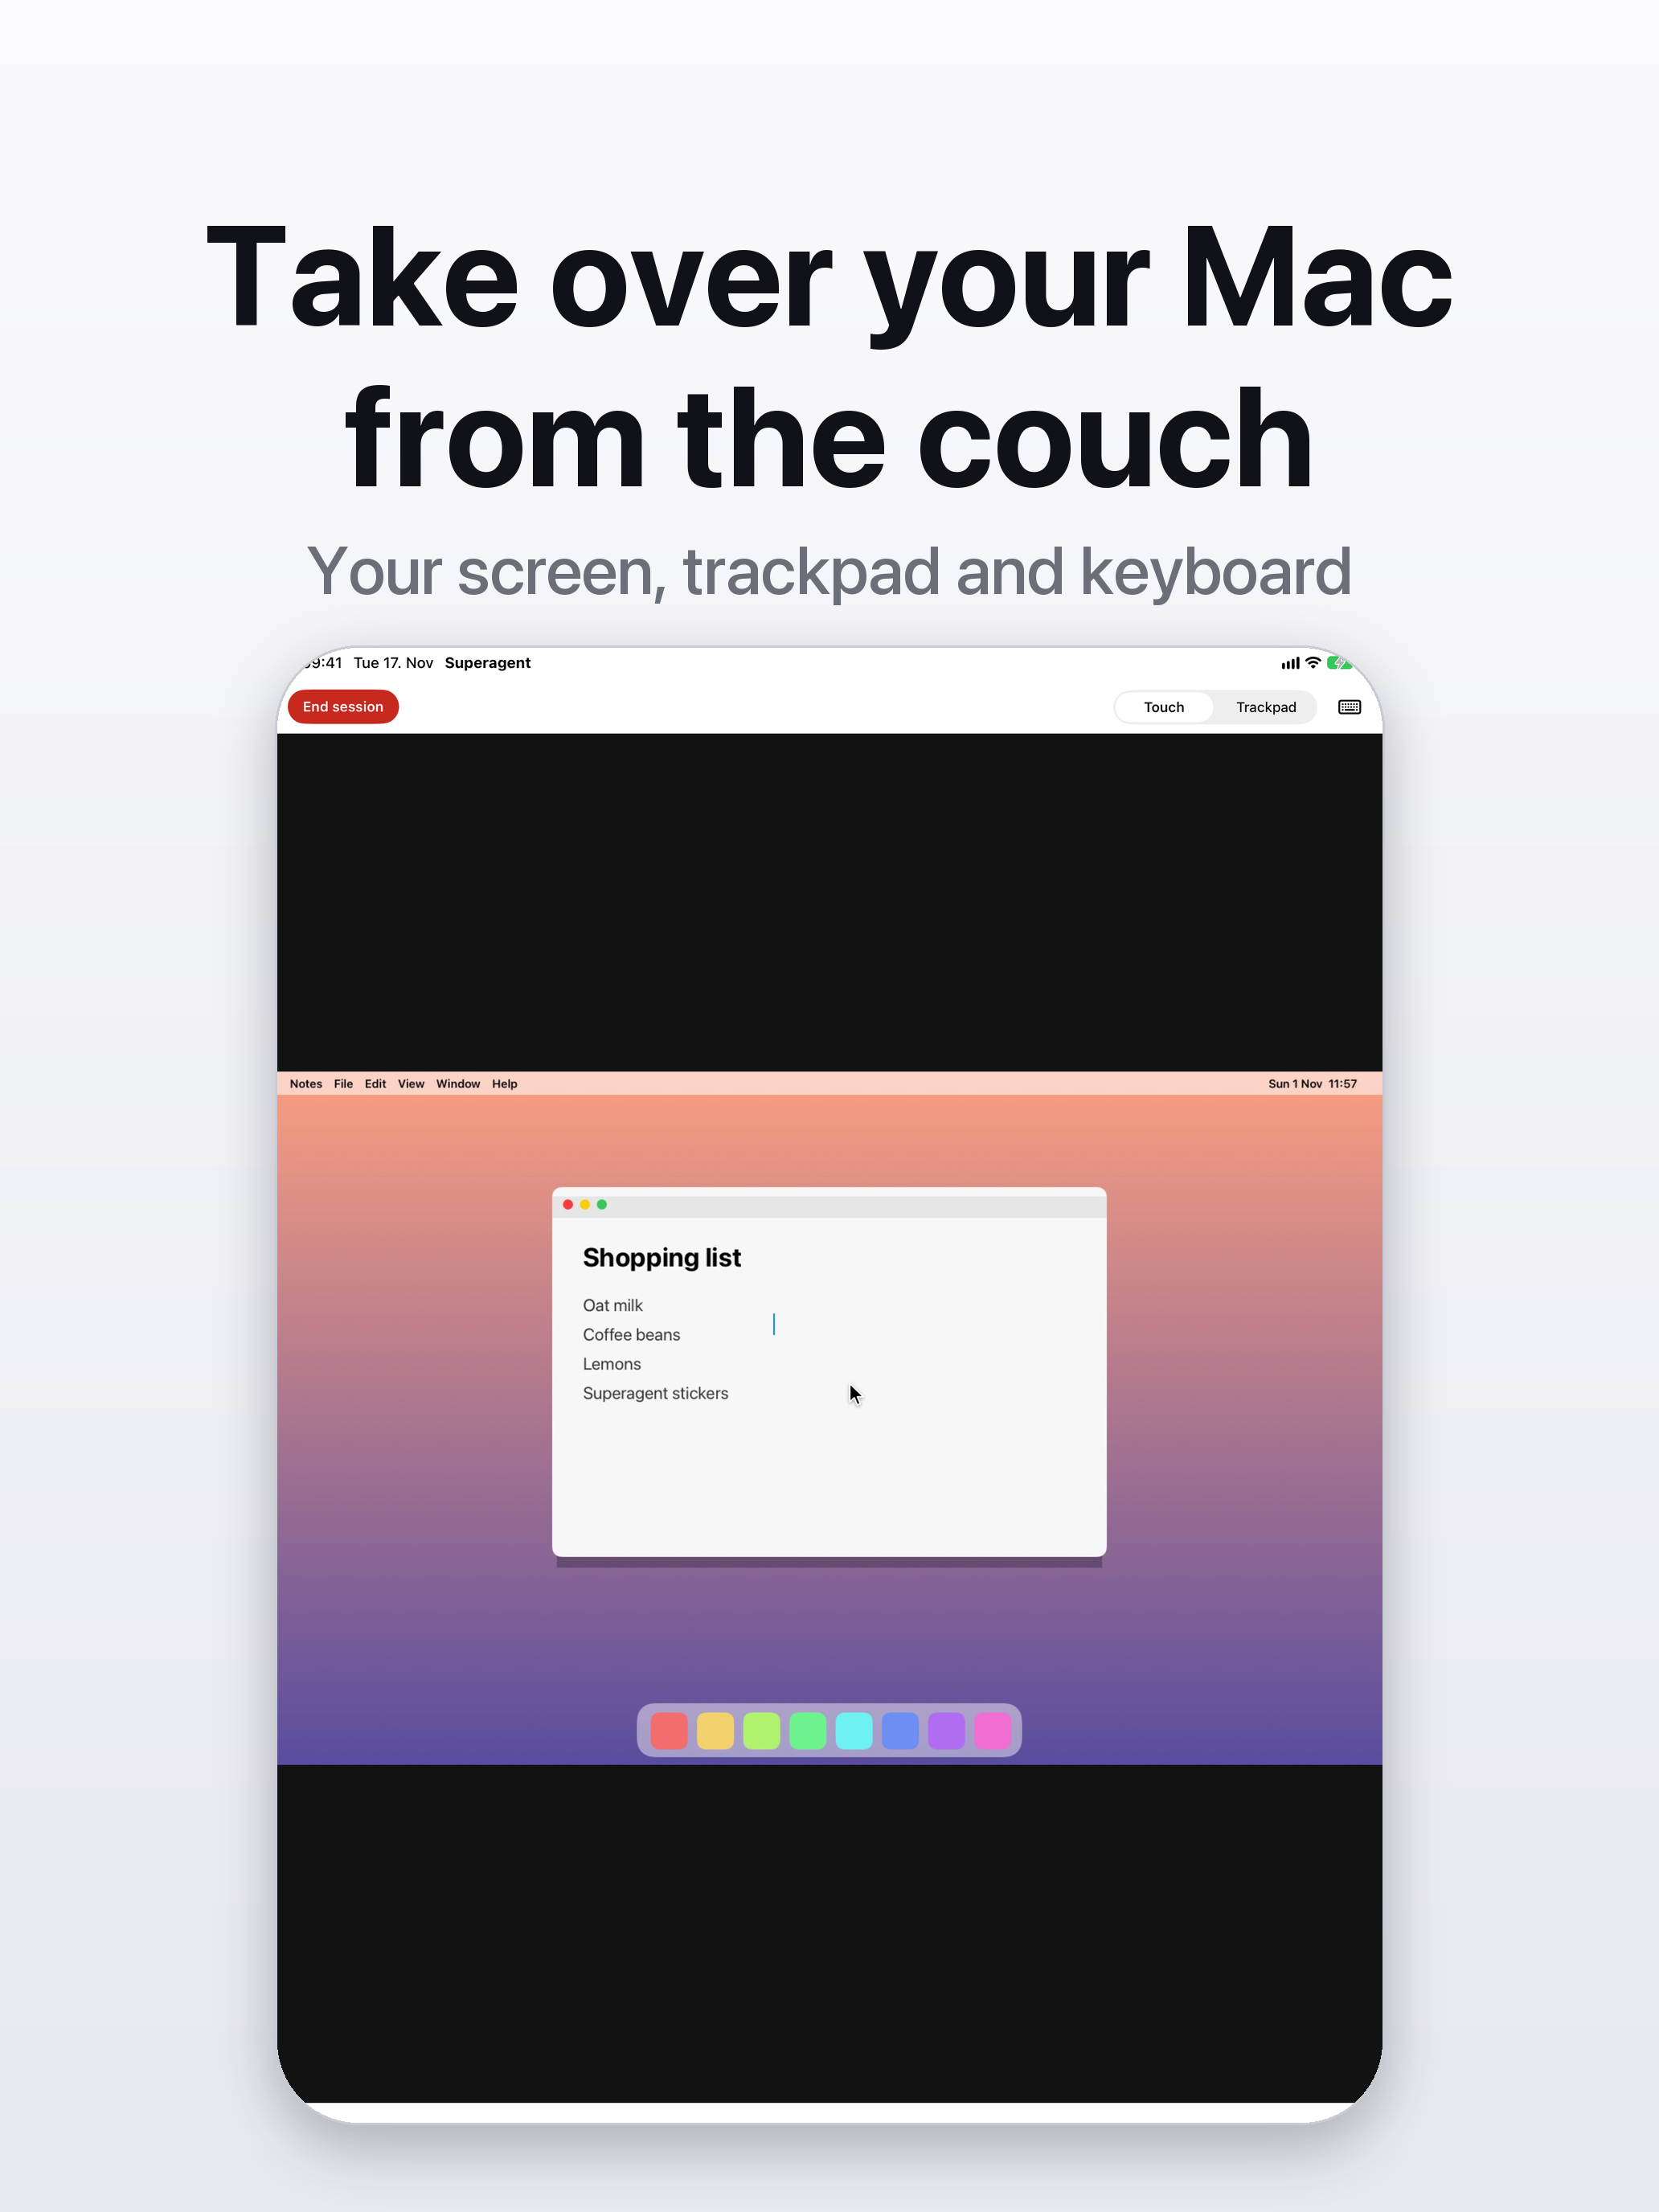 Take over your Mac
from the couch
Your screen, trackpad and keyboard
9:41 Tue 17. Nov Superagent
End session
Touch Trackpad
Notes File Edit View Window Help
Sun 1 Nov 11:57
Shopping list
Oat milk
Coffee beans
Lemons
Superagent stickers